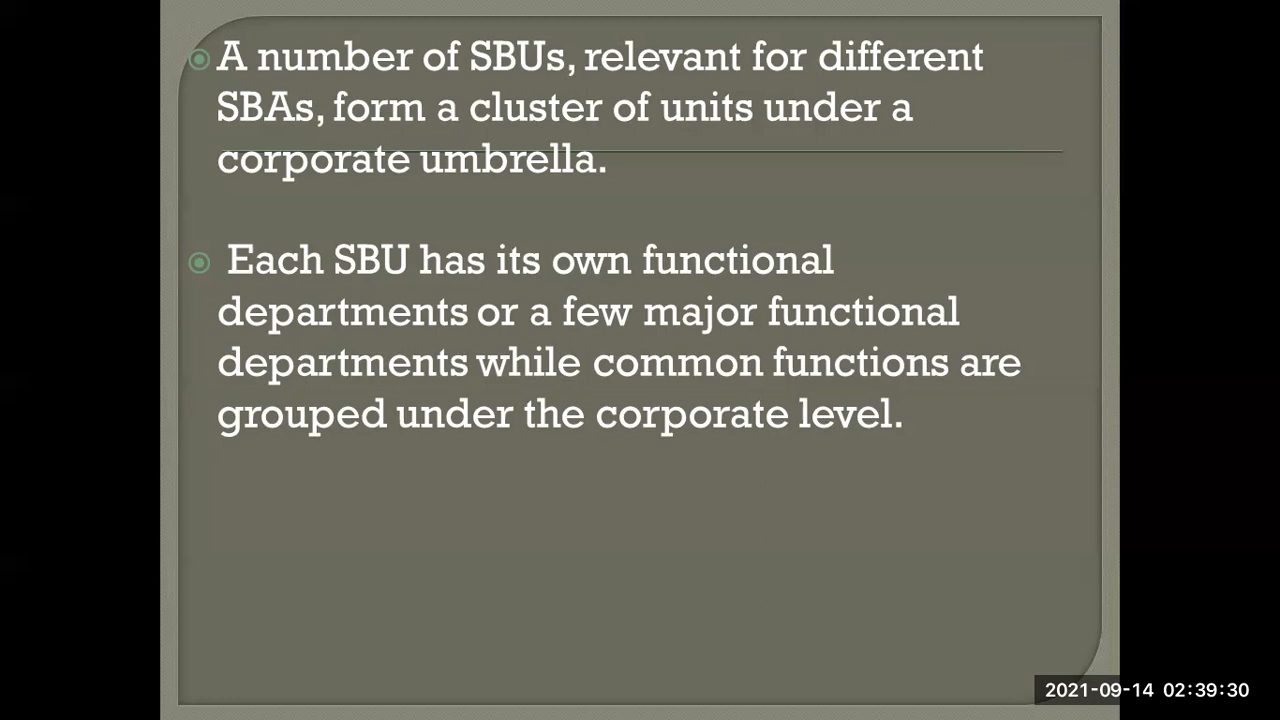 A number of SBUs, relevant for different
SBAs, form a cluster of units under a
corporate umbrella.
Each SBU has its own functional
departments or a few major functional
departments while common functions are
grouped under the corporate level.
2021-09-14 02:39:30